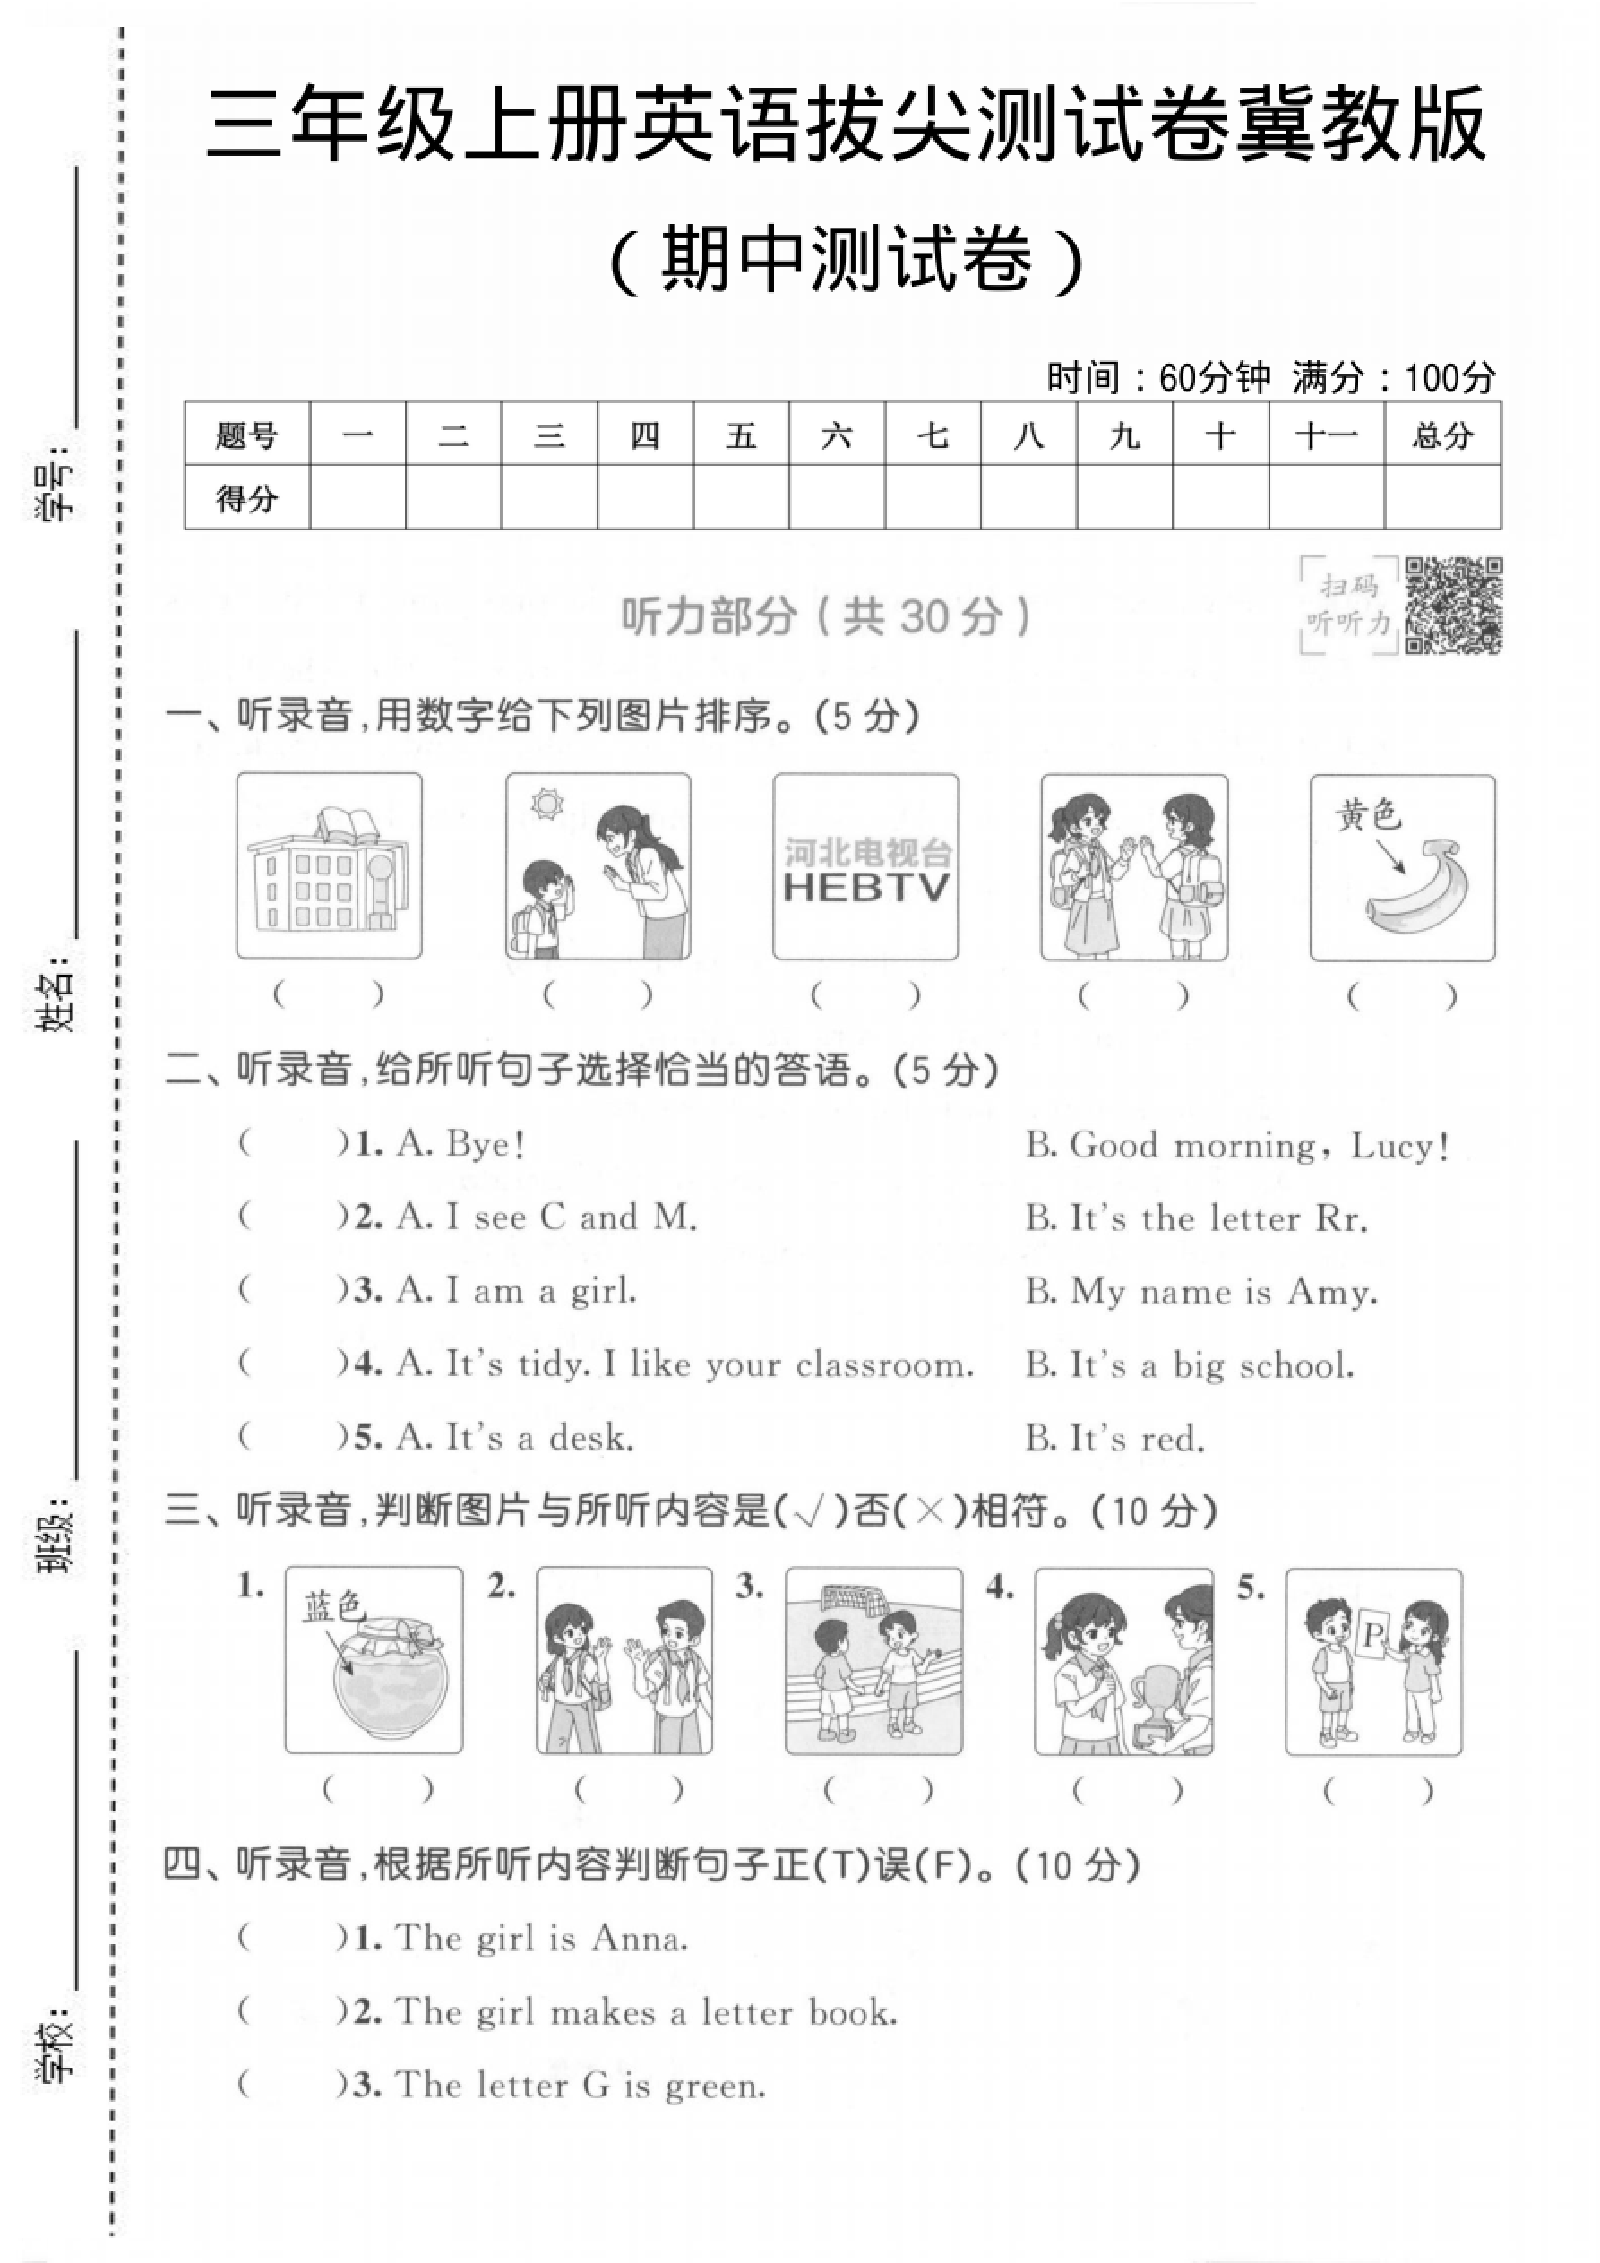 三年级上册英语拔尖测试卷冀教版
（期中测试卷）
时间：60分钟 满分：100分
题号 一 二 三 四 五 六 七 八 九 十 十一 总分
得分
听力部分（共 30 分）
扫码
听听力
一、听录音,用数字给下列图片排序。(5 分)
河北电视台
HEBTV
黄色
( ) ( ) ( ) ( ) ( )
二、听录音,给所听句子选择恰当的答语。(5 分)
( )1. A. Bye! B. Good morning, Lucy!
( )2. A. I see C and M. B. It's the letter Rr.
( )3. A. I am a girl. B. My name is Amy.
( )4. A. It's tidy. I like your classroom. B. It's a big school.
( )5. A. It's a desk. B. It's red.
三、听录音,判断图片与所听内容是(√)否(×)相符。(10 分)
1. 蓝色 2. 3. 4. 5. P
( ) ( ) ( ) ( ) ( )
四、听录音,根据所听内容判断句子正(T)误(F)。(10 分)
( )1. The girl is Anna.
( )2. The girl makes a letter book.
( )3. The letter G is green.
学号：
姓名：
班级：
学校：